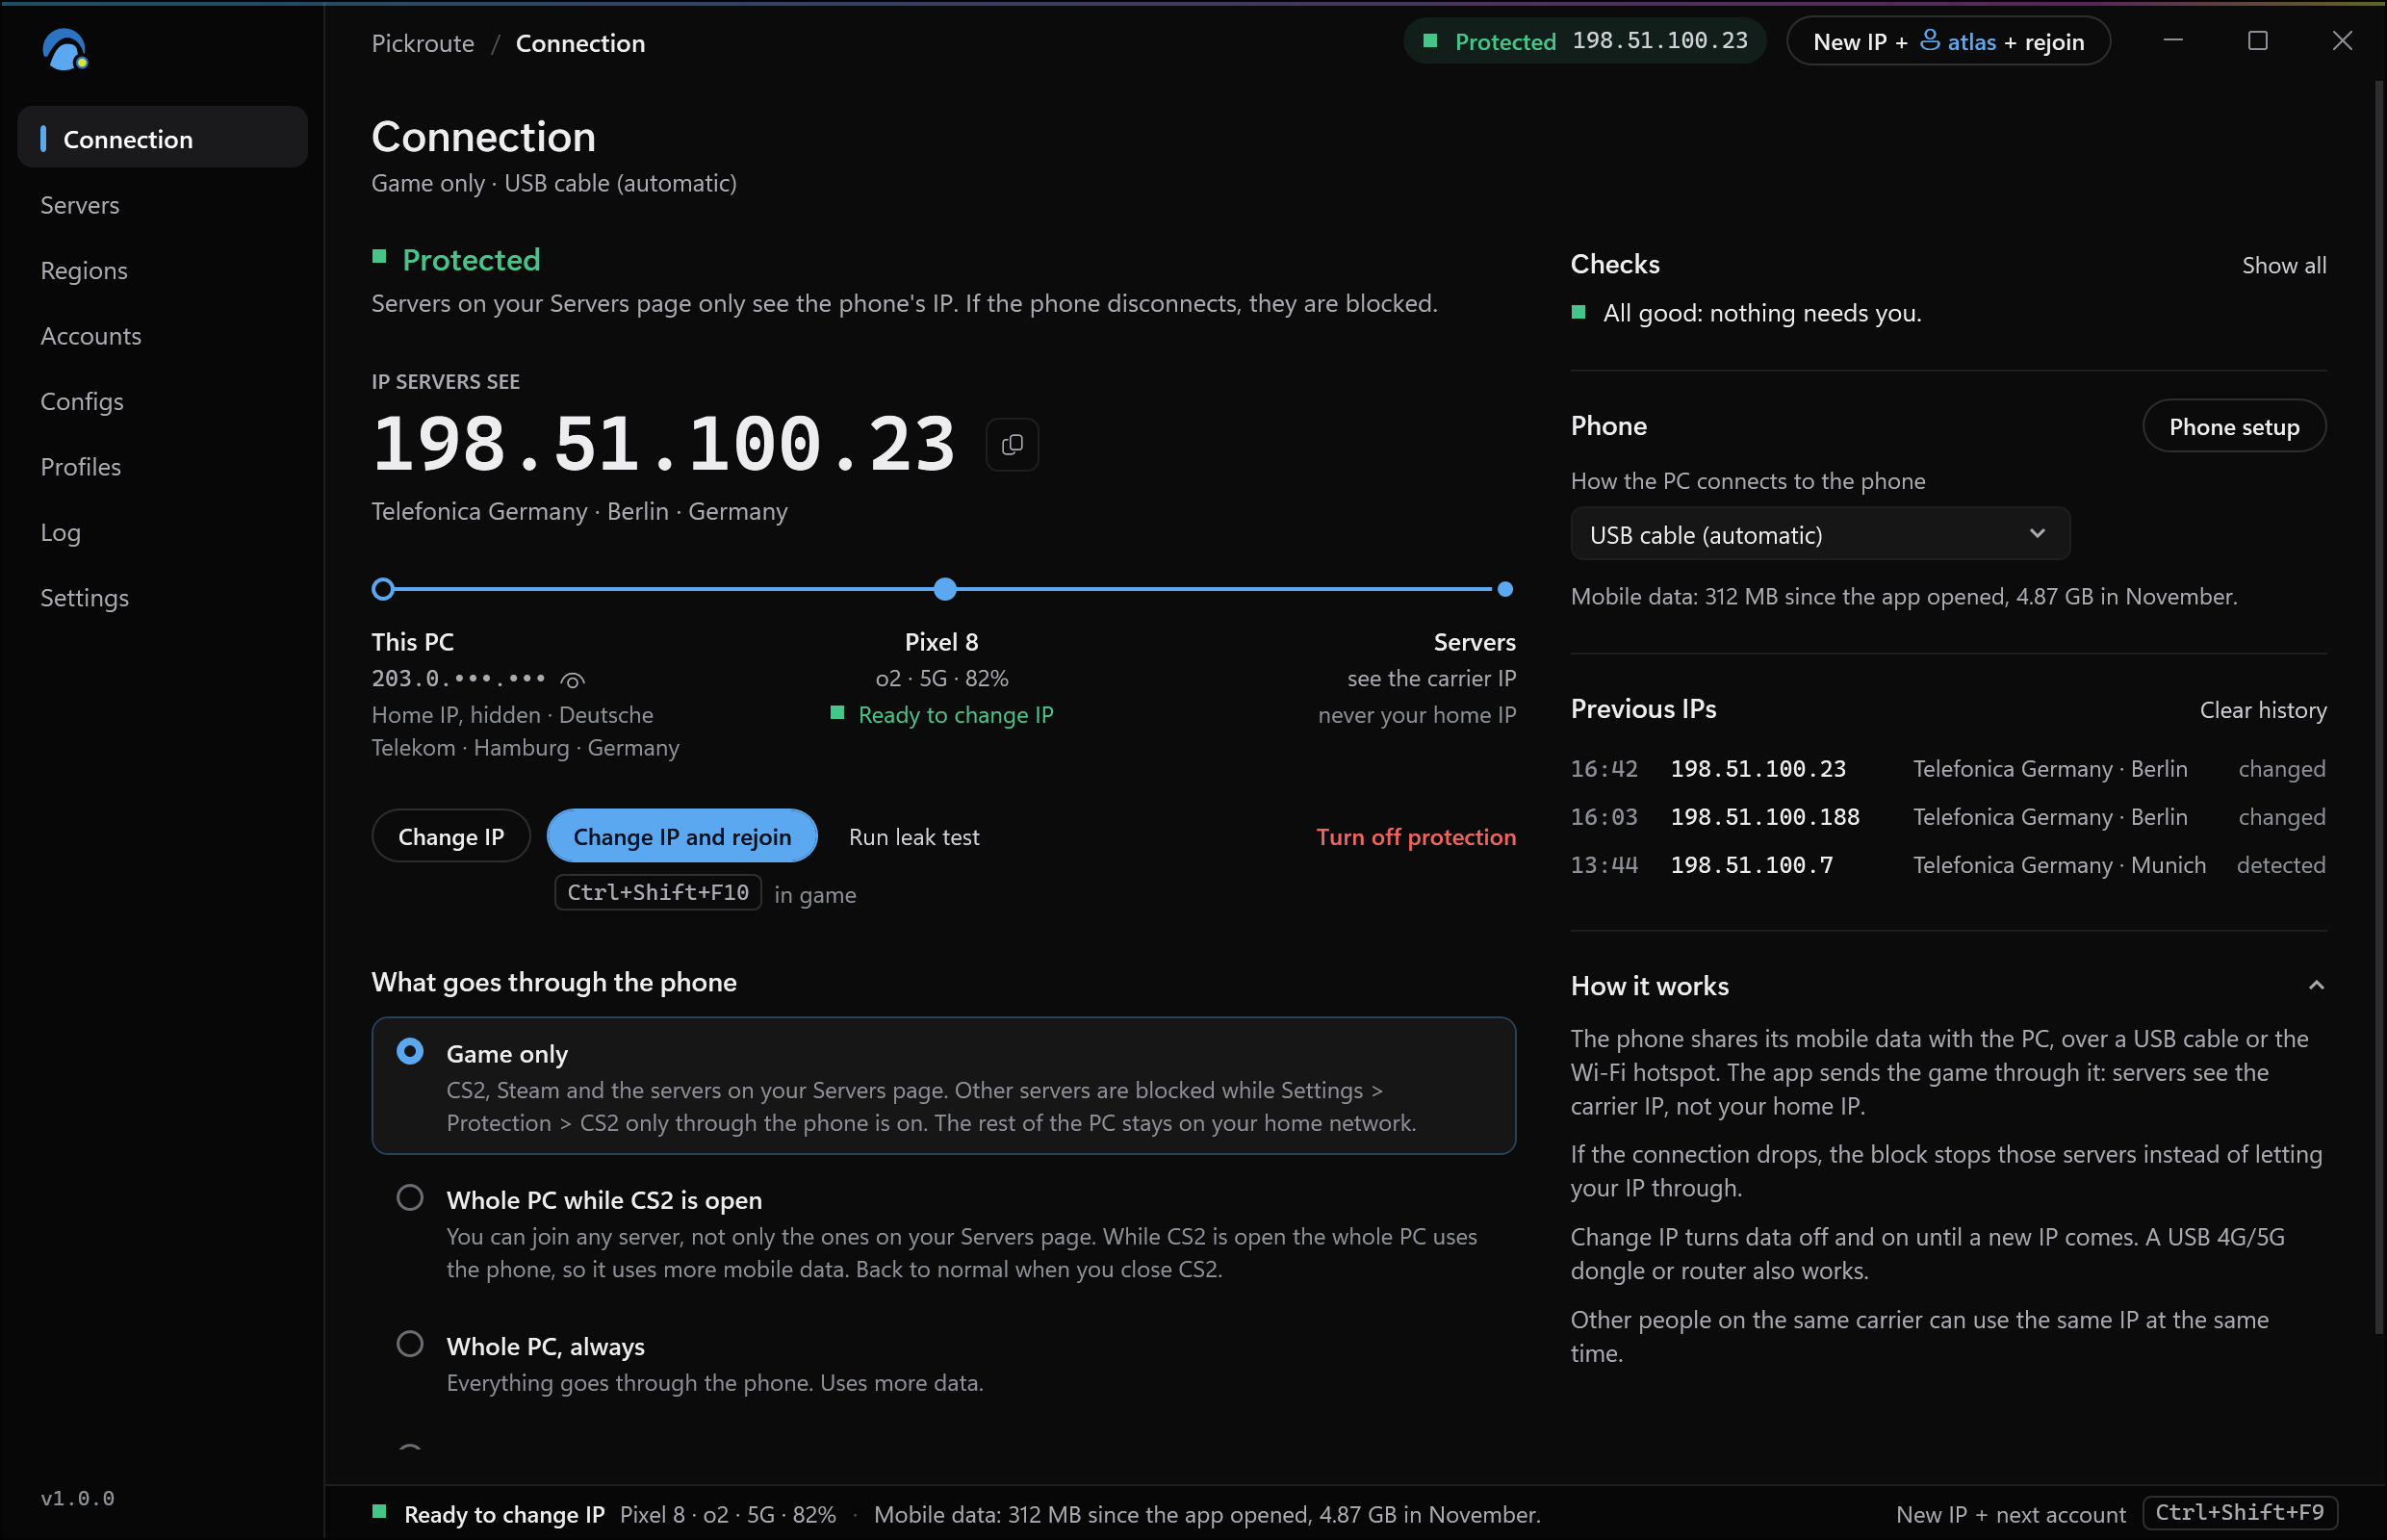 Pickroute / Connection
Protected 198.51.100.23
New IP + atlas + rejoin
Connection
Servers
Regions
Accounts
Configs
Profiles
Log
Settings
v1.0.0
Connection
Game only · USB cable (automatic)
Protected
Servers on your Servers page only see the phone's IP. If the phone disconnects, they are blocked.
IP SERVERS SEE
198.51.100.23
Telefonica Germany · Berlin · Germany
This PC
203.0.•••.•••
Home IP, hidden · Deutsche
Telekom · Hamburg · Germany
Pixel 8
o2 · 5G · 82%
Ready to change IP
Servers
see the carrier IP
never your home IP
Change IP
Change IP and rejoin
Run leak test
Turn off protection
Ctrl+Shift+F10 in game
What goes through the phone
Game only
CS2, Steam and the servers on your Servers page. Other servers are blocked while Settings >
Protection > CS2 only through the phone is on. The rest of the PC stays on your home network.
Whole PC while CS2 is open
You can join any server, not only the ones on your Servers page. While CS2 is open the whole PC uses
the phone, so it uses more mobile data. Back to normal when you close CS2.
Whole PC, always
Everything goes through the phone. Uses more data.
Checks
Show all
All good: nothing needs you.
Phone
Phone setup
How the PC connects to the phone
USB cable (automatic)
Mobile data: 312 MB since the app opened, 4.87 GB in November.
Previous IPs
Clear history
16:42 198.51.100.23 Telefonica Germany · Berlin changed
16:03 198.51.100.188 Telefonica Germany · Berlin changed
13:44 198.51.100.7 Telefonica Germany · Munich detected
How it works
The phone shares its mobile data with the PC, over a USB cable or the
Wi-Fi hotspot. The app sends the game through it: servers see the
carrier IP, not your home IP.
If the connection drops, the block stops those servers instead of letting
your IP through.
Change IP turns data off and on until a new IP comes. A USB 4G/5G
dongle or router also works.
Other people on the same carrier can use the same IP at the same
time.
Ready to change IP Pixel 8 · o2 · 5G · 82% · Mobile data: 312 MB since the app opened, 4.87 GB in November.
New IP + next account Ctrl+Shift+F9